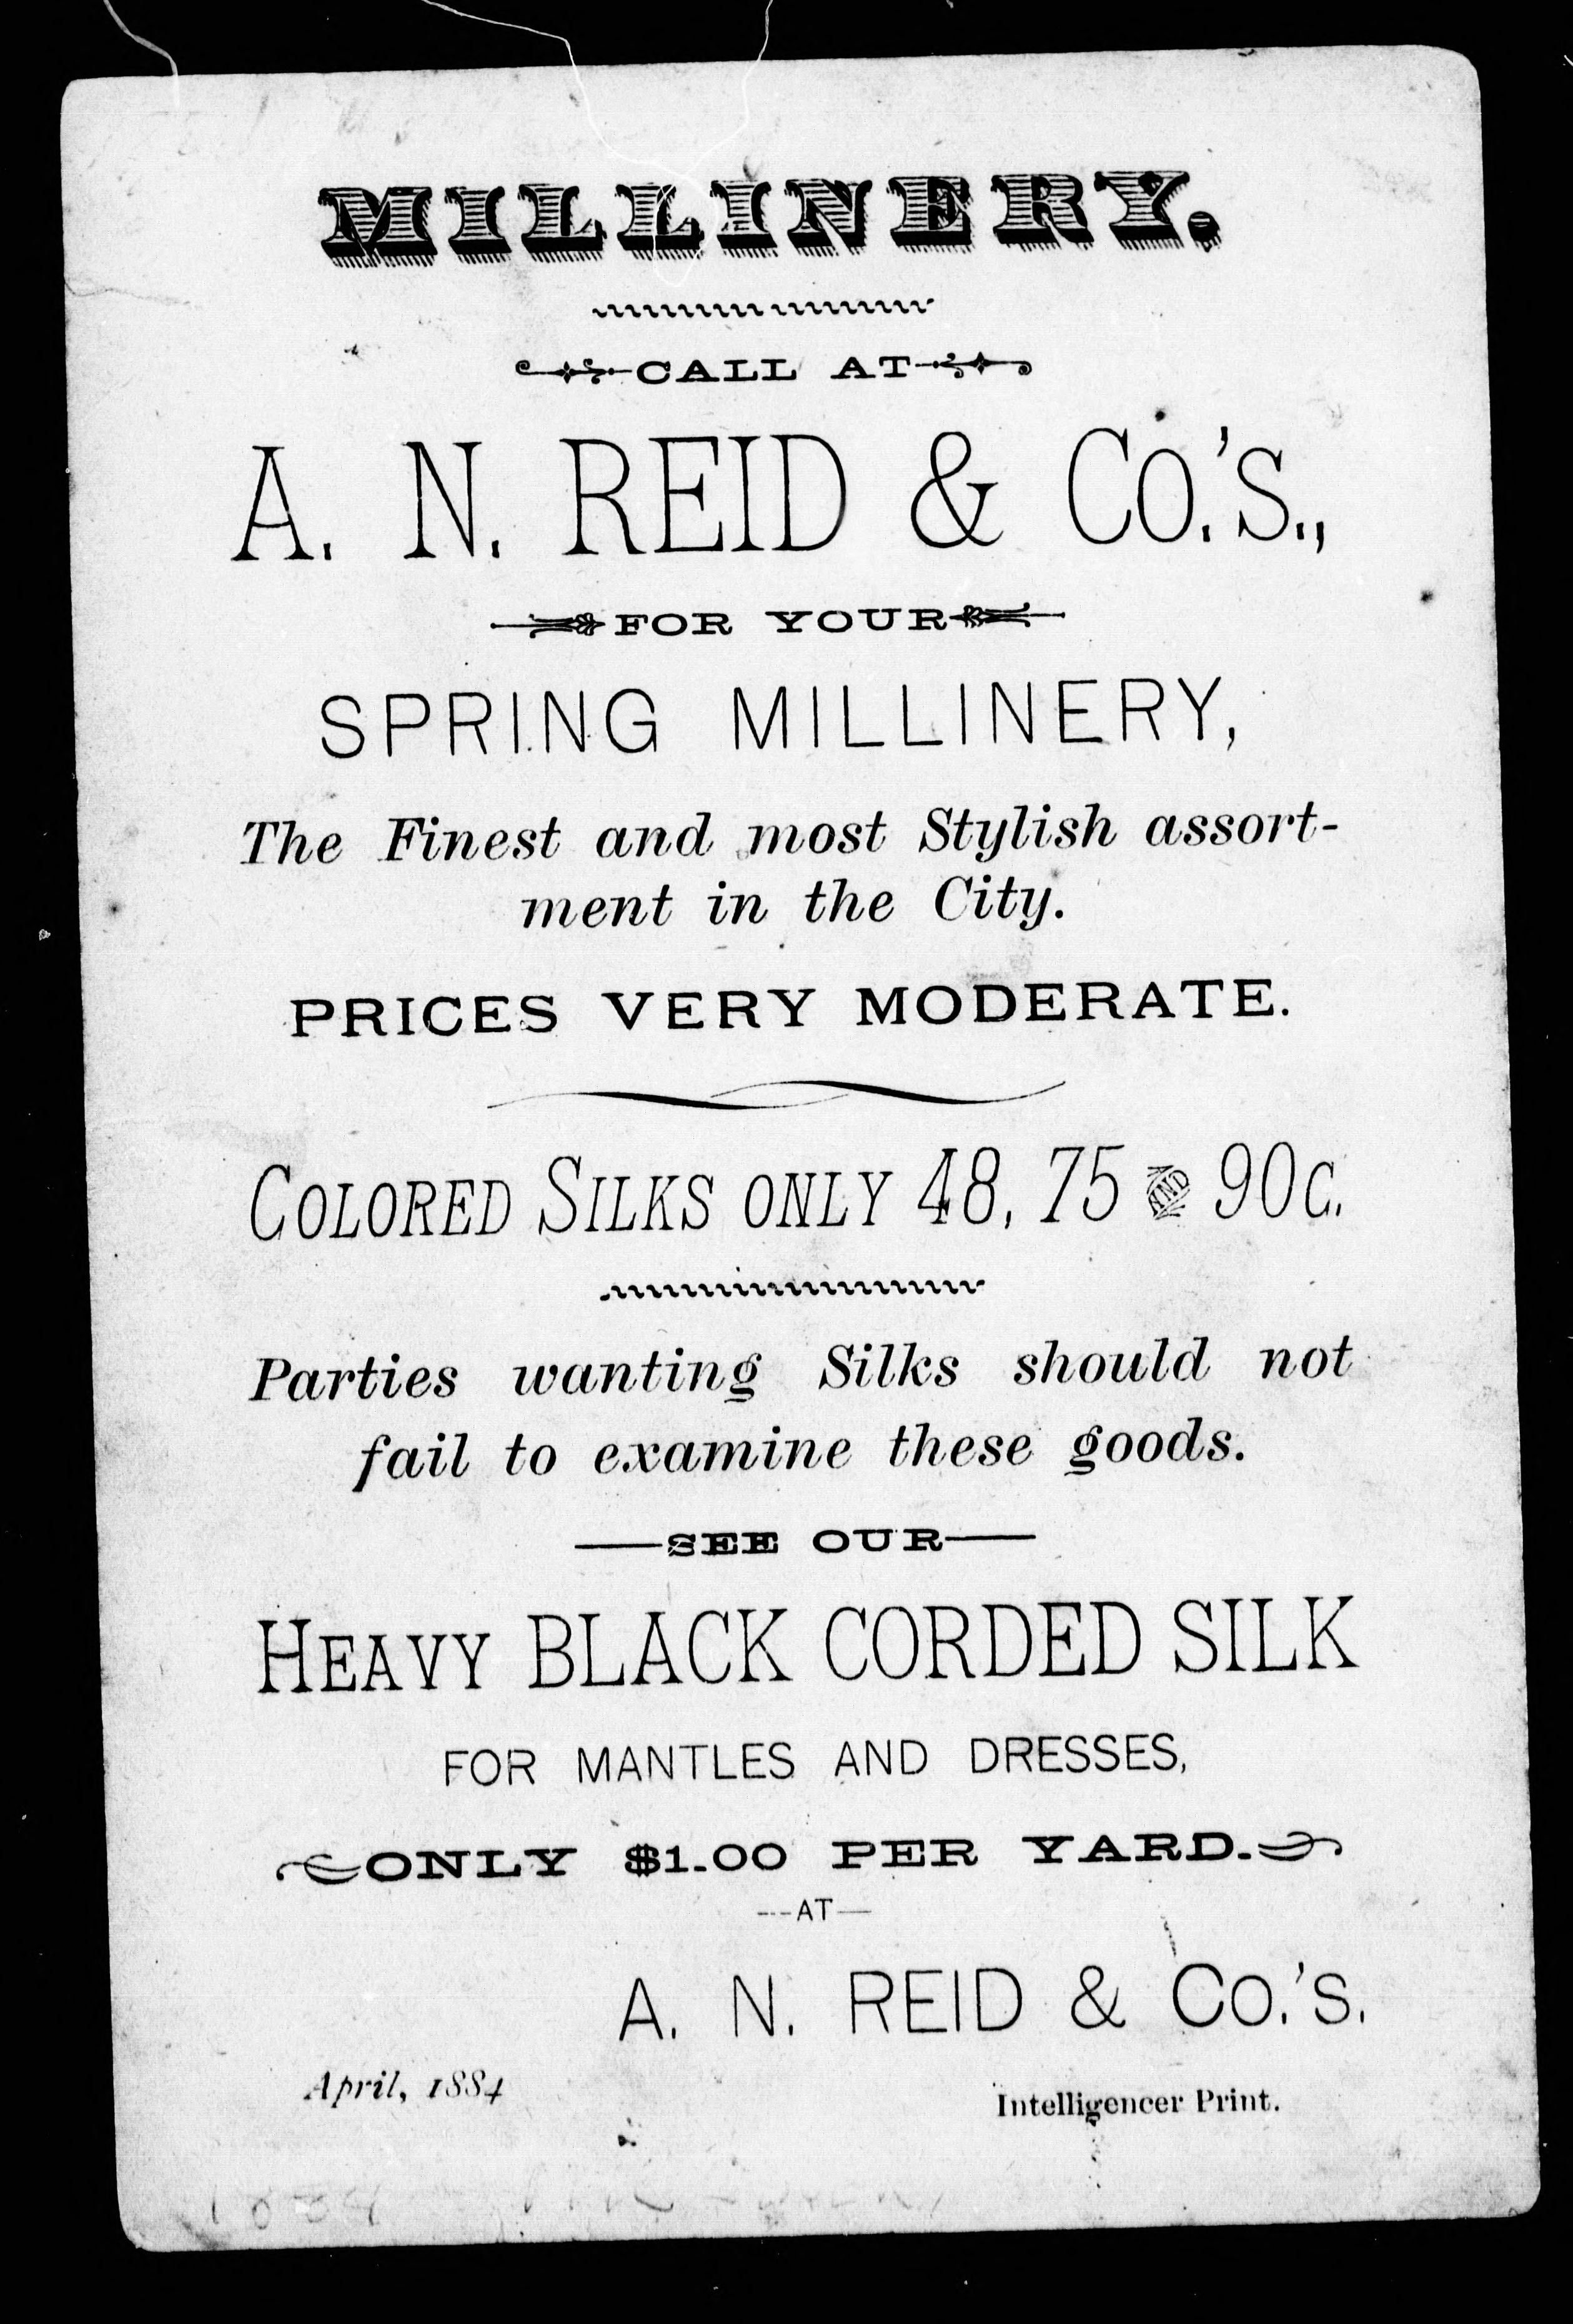 MILLINERY.
CALL AT
A. N. REID & CO.'S.,
FOR YOUR
SPRING MILLINERY,
The Finest and most Stylish assort-
ment in the City.
PRICES VERY MODERATE.
COLORED SILKS ONLY 48, 75 AND 90C.
Parties wanting Silks should not
fail to examine these goods.
—SEE OUR—
HEAVY BLACK CORDED SILK
FOR MANTLES AND DRESSES,
ONLY $1.00 PER YARD.
—AT—
A. N. REID & CO.'S.
April, 1884
Intelligencer Print.